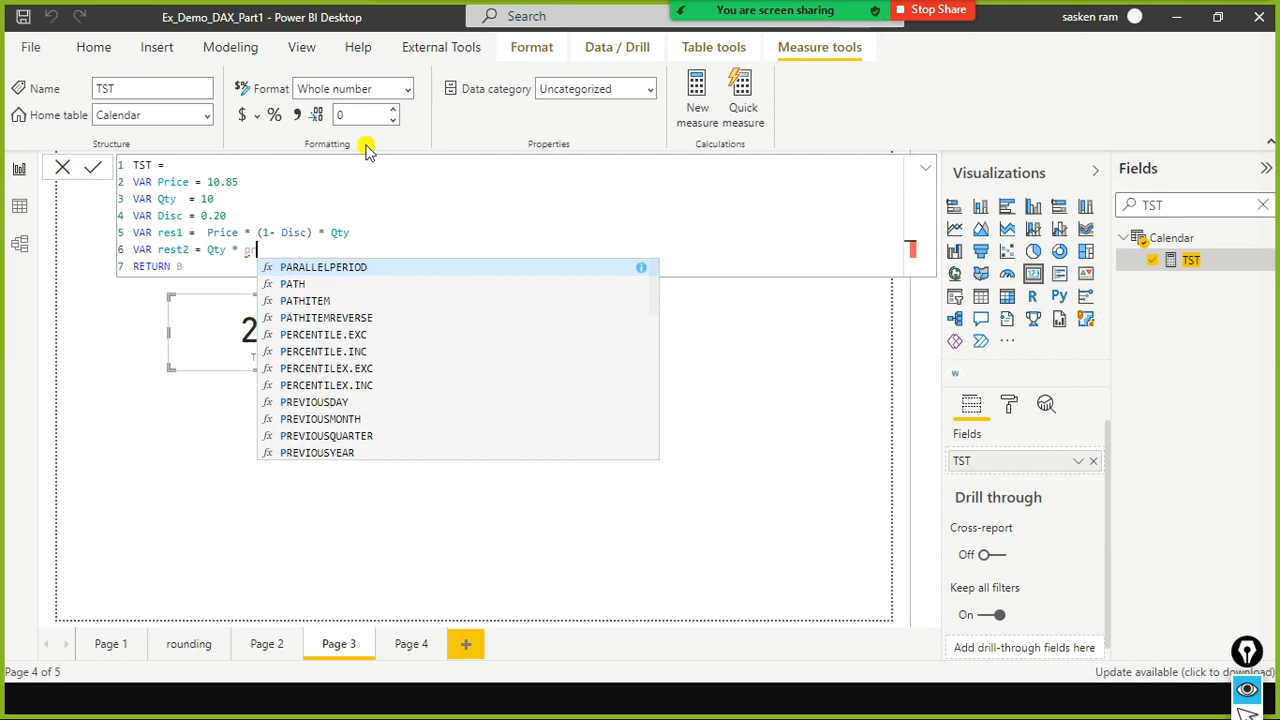 Ex_Demo_DAX_Part1 - Power BI Desktop
Search
You are screen sharing
Stop Share
sasken ram
File
Home
Insert
Modeling
View
Help
External Tools
Format
Data / Drill
Table tools
Measure tools
Name
TST
Home table
Calendar
Structure
Format
Whole number
$
%
0
Formatting
Data category
Uncategorized
Properties
New measure
Quick measure
Calculations
1 TST =
2 VAR Price = 10.85
3 VAR Qty = 10
4 VAR Disc = 0.20
5 VAR res1 = Price * (1- Disc) * Qty
6 VAR rest2 = Qty * pr
7 RETURN B
PARALLELPERIOD
PATH
PATHITEM
PATHITEMREVERSE
PERCENTILE.EXC
PERCENTILE.INC
PERCENTILEX.EXC
PERCENTILEX.INC
PREVIOUSDAY
PREVIOUSMONTH
PREVIOUSQUARTER
PREVIOUSYEAR
2
T
Visualizations
123
R
Py
w
Fields
TST
Drill through
Cross-report
Off
Keep all filters
On
Add drill-through fields here
Fields
TST
Calendar
TST
Page 1
rounding
Page 2
Page 3
Page 4
Page 4 of 5
Update available (click to download)